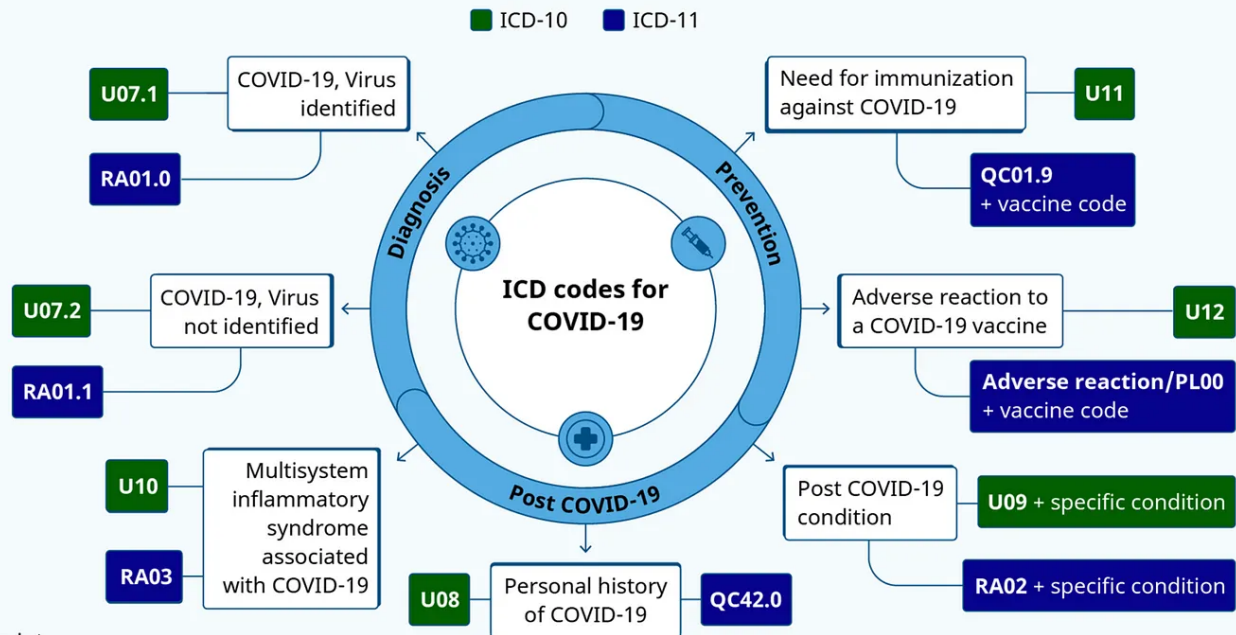 ICD-10
ICD-11
U07.1
COVID-19, Virus
identified
RA01.0
Need for immunization
against COVID-19
U11
QC01.9
+ vaccine code
Diagnosis
Prevention
ICD codes for
COVID-19
U07.2
COVID-19, Virus
not identified
RA01.1
Adverse reaction to
a COVID-19 vaccine
U12
Adverse reaction/PL00
+ vaccine code
U10
Multisystem
inflammatory
syndrome
associated
with COVID-19
RA03
Post COVID-19
Post COVID-19
condition
U09 + specific condition
RA02 + specific condition
U08
Personal history
of COVID-19
QC42.0